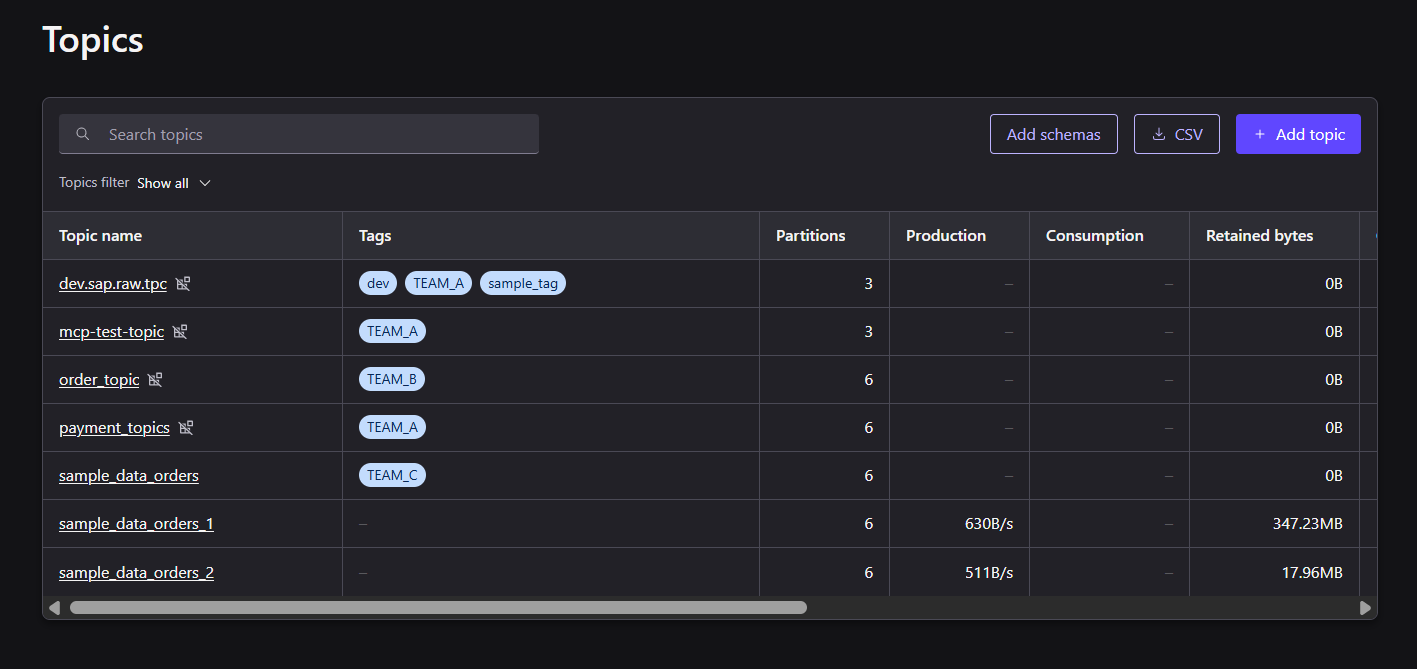 Topics
Search topics
Add schemas
CSV
+ Add topic
Topics filter Show all
Topic name Tags Partitions Production Consumption Retained bytes
dev.sap.raw.tpc dev TEAM_A sample_tag 3 – – 0B
mcp-test-topic TEAM_A 3 – – 0B
order_topic TEAM_B 6 – – 0B
payment_topics TEAM_A 6 – – 0B
sample_data_orders TEAM_C 6 – – 0B
sample_data_orders_1 – 6 630B/s – 347.23MB
sample_data_orders_2 – 6 511B/s – 17.96MB